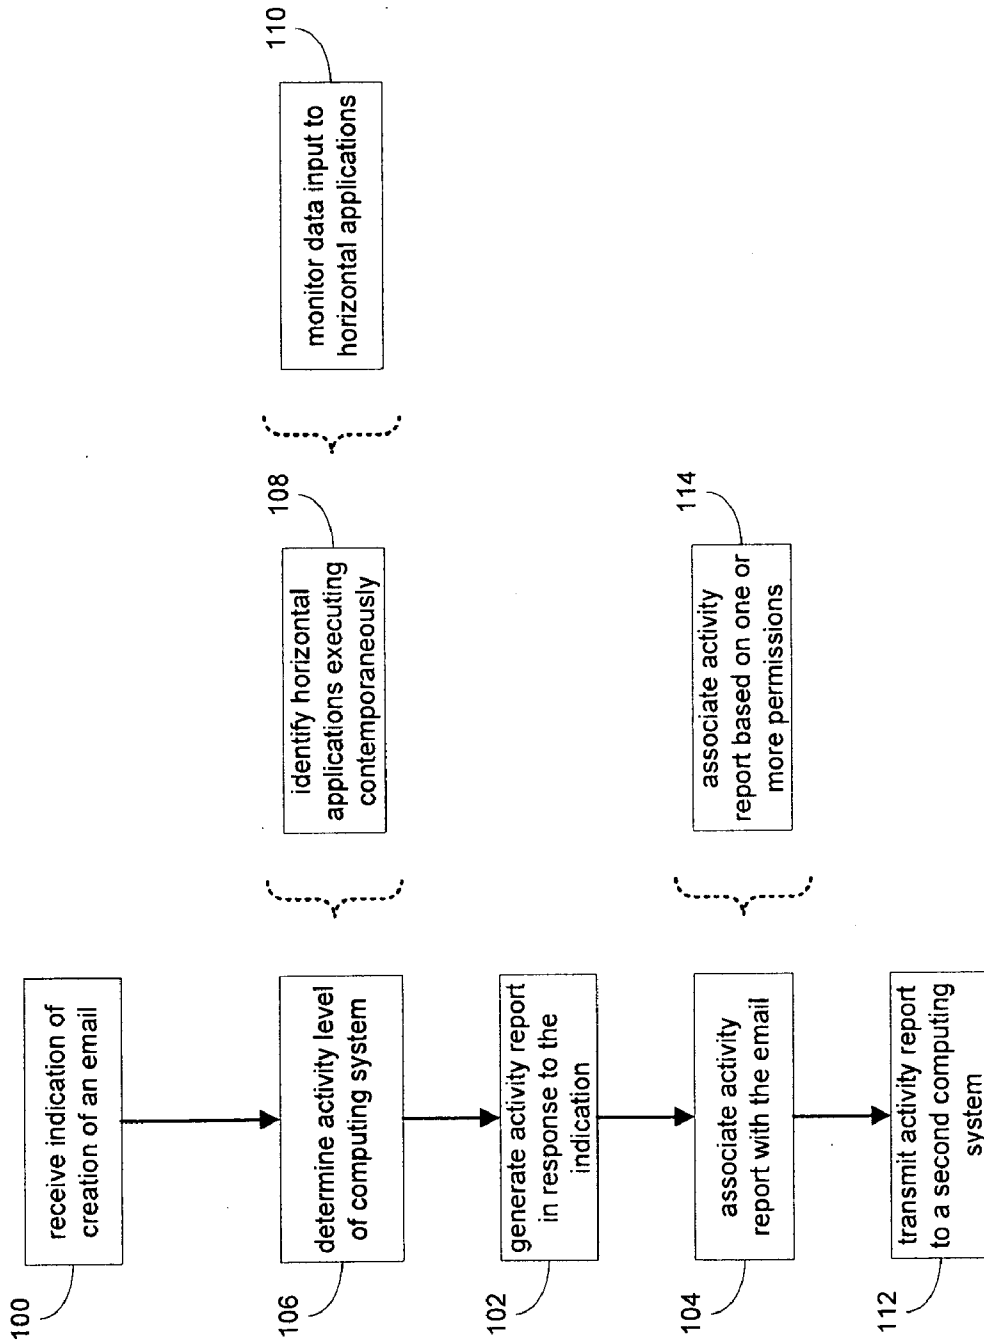 100
receive indication of
creation of an email
106
determine activity level
of computing system
108
identify horizontal
applications executing
contemporaneously
110
monitor data input to
horizontal applications
102
generate activity report
in response to the
indication
104
associate activity
report with the email
114
associate activity
report based on one or
more permissions
112
transmit activity report
to a second computing
system